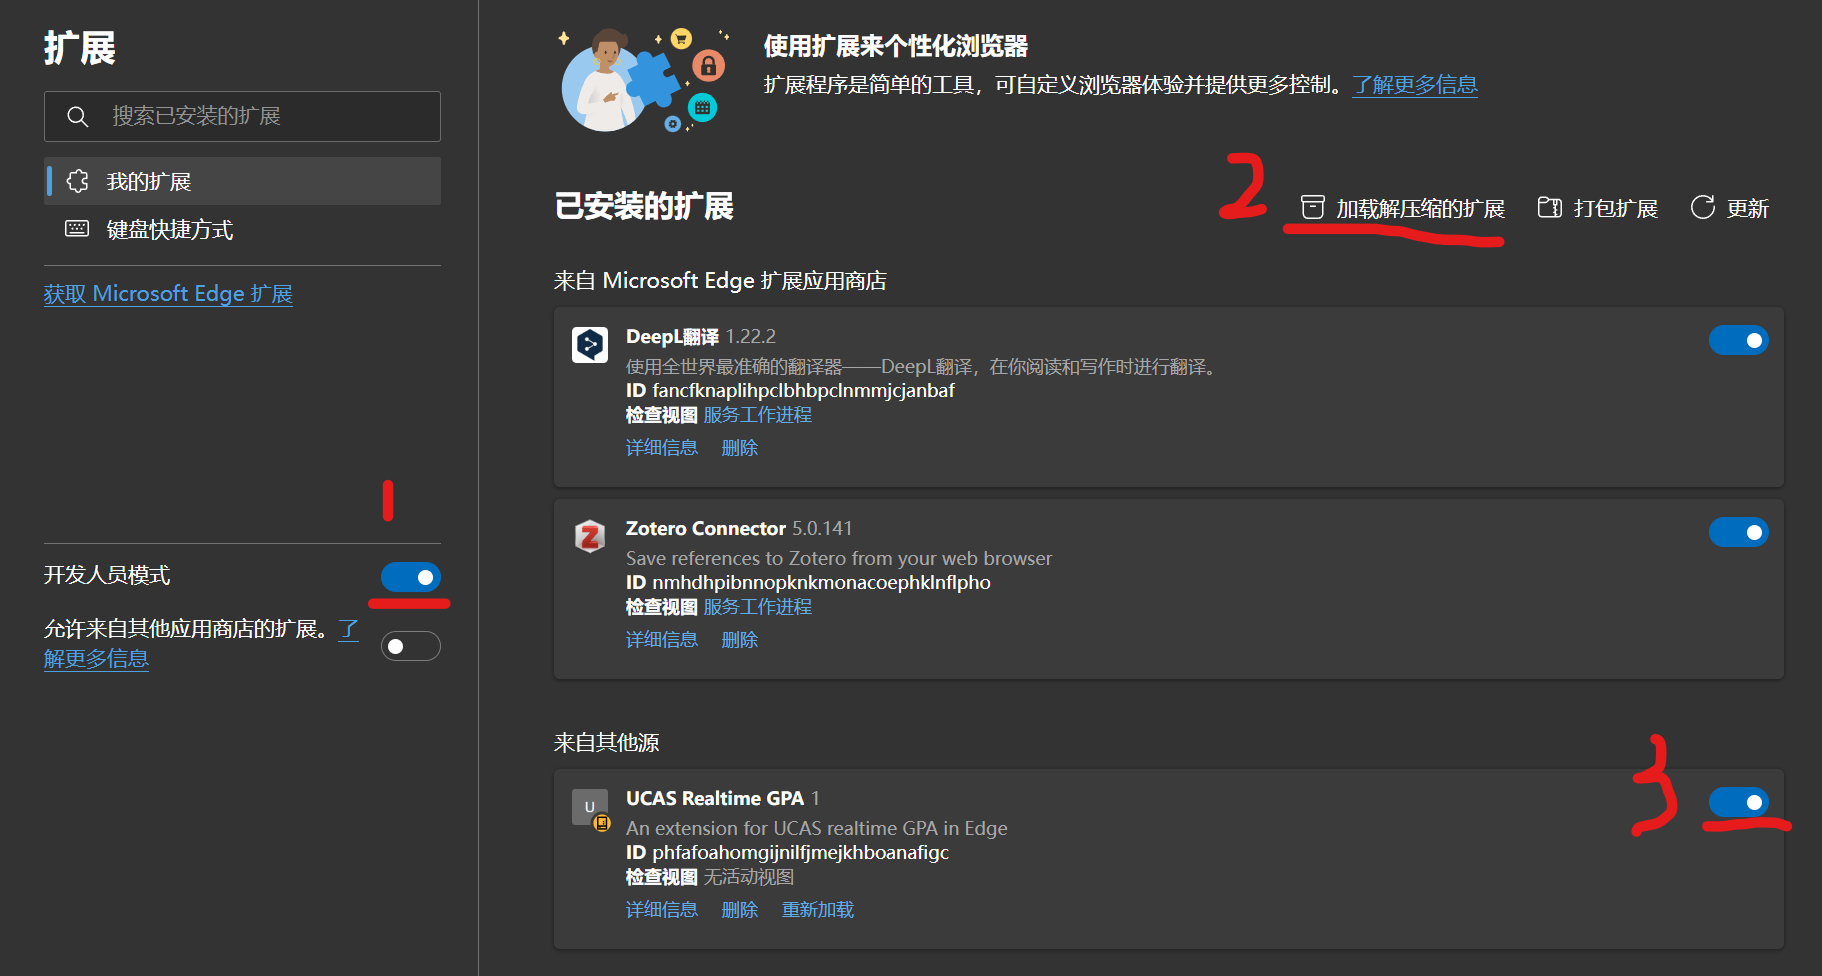 扩展
搜索已安装的扩展
我的扩展
键盘快捷方式
获取 Microsoft Edge 扩展
1
开发人员模式
允许来自其他应用商店的扩展。了
解更多信息
使用扩展来个性化浏览器
扩展程序是简单的工具，可自定义浏览器体验并提供更多控制。了解更多信息
已安装的扩展
2
加载解压缩的扩展 打包扩展 更新
来自 Microsoft Edge 扩展应用商店
DeepL翻译 1.22.2
使用全世界最准确的翻译器——DeepL翻译，在你阅读和写作时进行翻译。
ID fancfknaplihpclbhbpclnmmjcjanbaf
检查视图 服务工作进程
详细信息 删除
Z
Zotero Connector 5.0.141
Save references to Zotero from your web browser
ID nmhdhpibnnopknkmonacoephklnflpho
检查视图 服务工作进程
详细信息 删除
来自其他源
3
U
UCAS Realtime GPA 1
An extension for UCAS realtime GPA in Edge
ID phfafoahomgijnilfjmejkhboanafigc
检查视图 无活动视图
详细信息 删除 重新加载